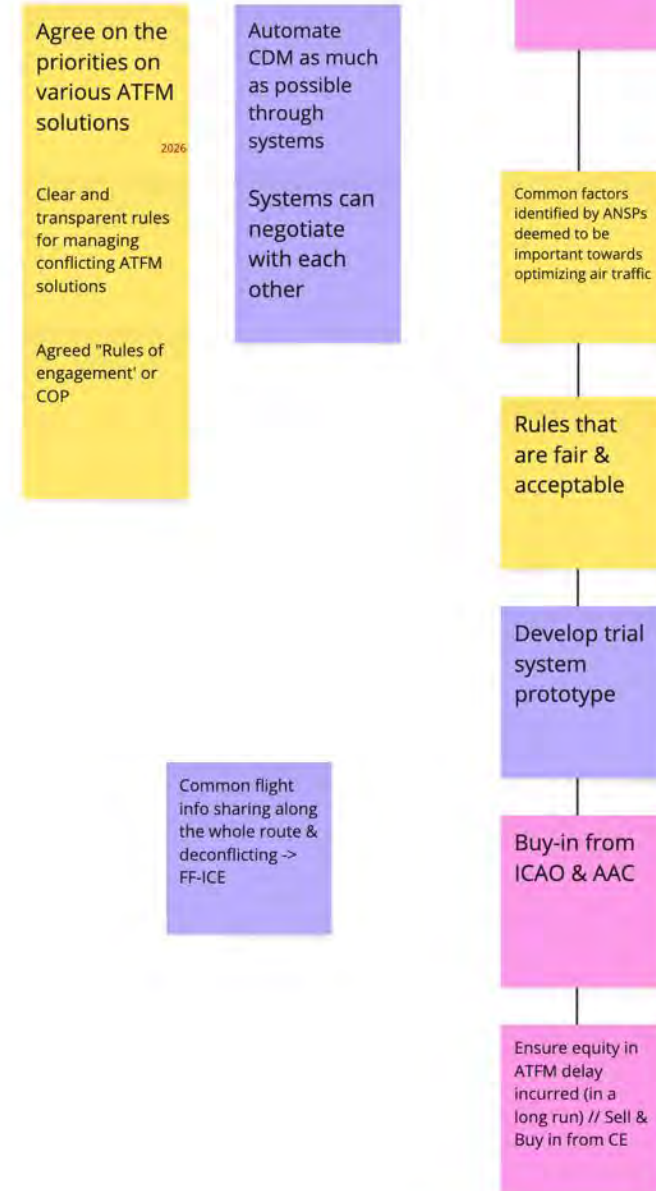 Agree on the
priorities on
various ATFM
solutions
2026
Clear and
transparent rules
for managing
conflicting ATFM
solutions
Agreed "Rules of
engagement' or
COP
Automate
CDM as much
as possible
through
systems
Systems can
negotiate
with each
other
Common factors
identified by ANSPs
deemed to be
important towards
optimizing air traffic
Rules that
are fair &
acceptable
Develop trial
system
prototype
Common flight
info sharing along
the whole route &
deconflicting ->
FF-ICE
Buy-in from
ICAO & AAC
Ensure equity in
ATFM delay
incurred (in a
long run) // Sell &
Buy in from CE